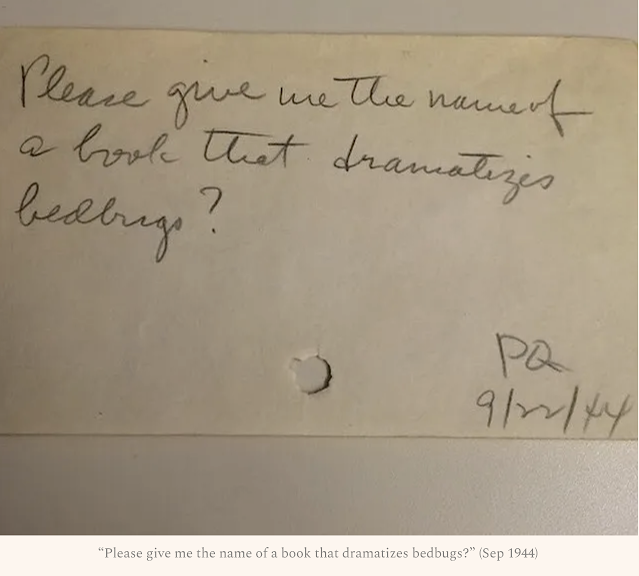 Please give me the name of
a book that dramatizes
bedbugs?
PQ
9/22/44
“Please give me the name of a book that dramatizes bedbugs?” (Sep 1944)